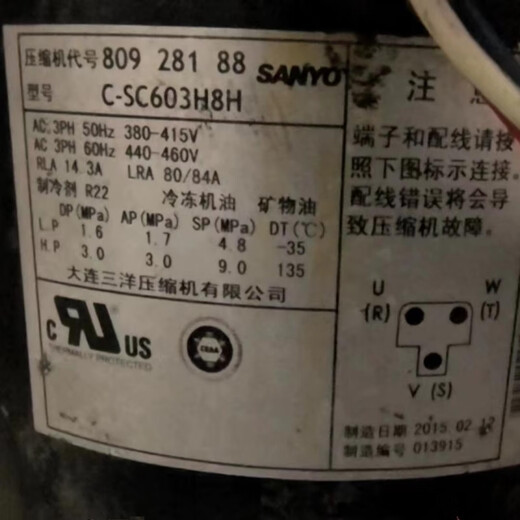 压缩机代号 809 281 88 SANYO
型号 C-SC603H8H
AC 3PH 50Hz 380-415V
AC 3PH 60Hz 440-460V
RLA 14.3A LRA 80/84A
制冷剂 R22 冷冻机油 矿物油
DP(MPa) AP(MPa) SP(MPa) DT(℃)
L.P 1.6 1.7 4.8 -35
H.P 3.0 3.0 9.0 135
大连三洋压缩机有限公司
c RU US
THERMALLY PROTECTED
注
端子和配线请按
照下图标示连接。
配线错误将会导
致压缩机故障。
U W
(R) (T)
V (S)
制造日期 2015.02.12
制造编号 013915